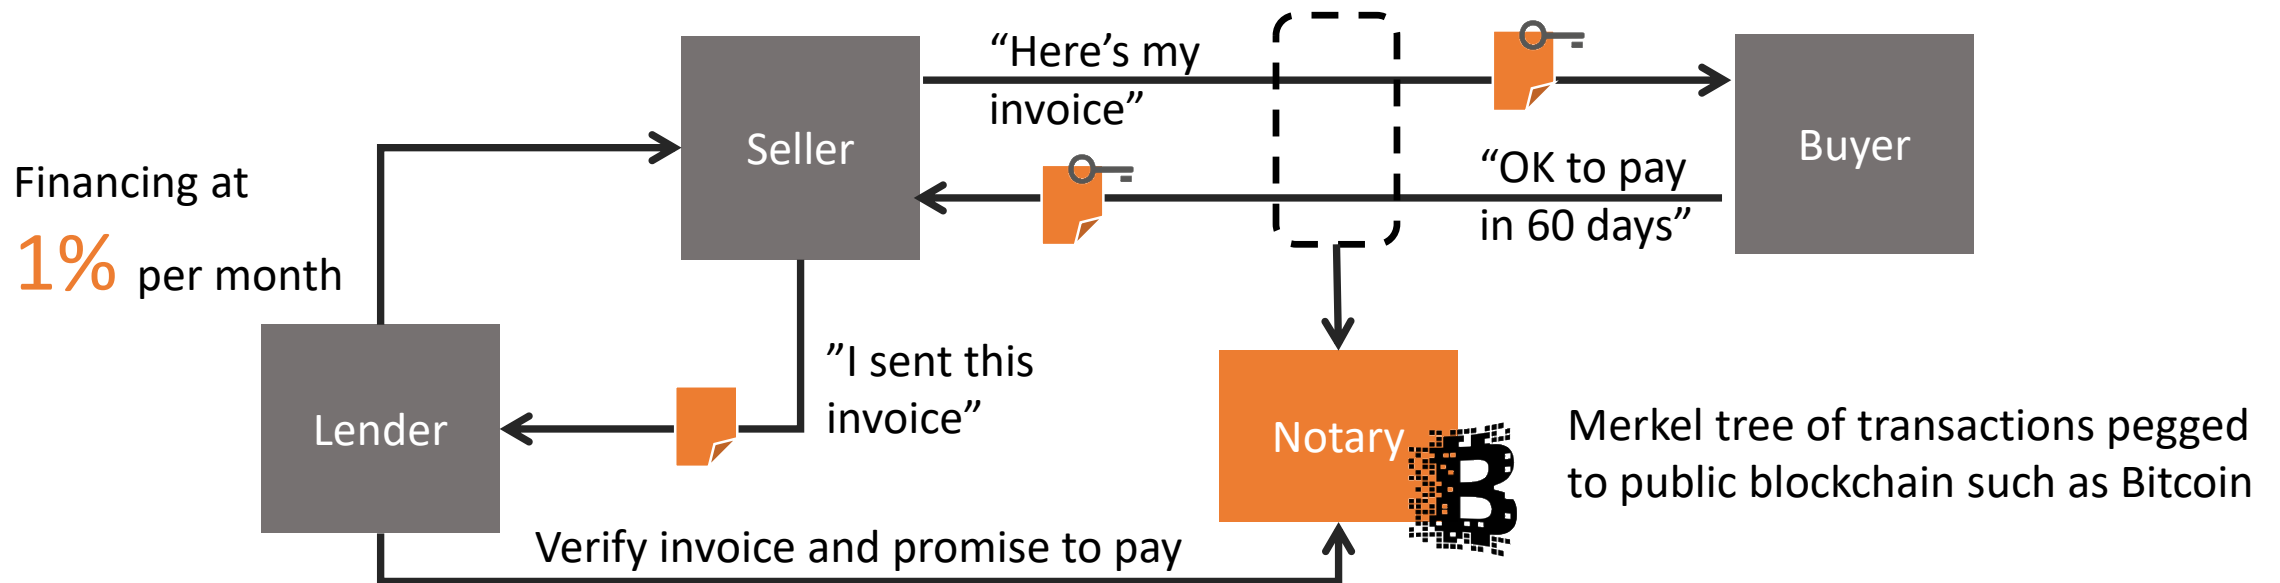 “Here’s my
invoice”
Seller
Buyer
“OK to pay
in 60 days”
Financing at
1% per month
”I sent this
invoice”
Lender
Notary
Merkel tree of transactions pegged
to public blockchain such as Bitcoin
Verify invoice and promise to pay